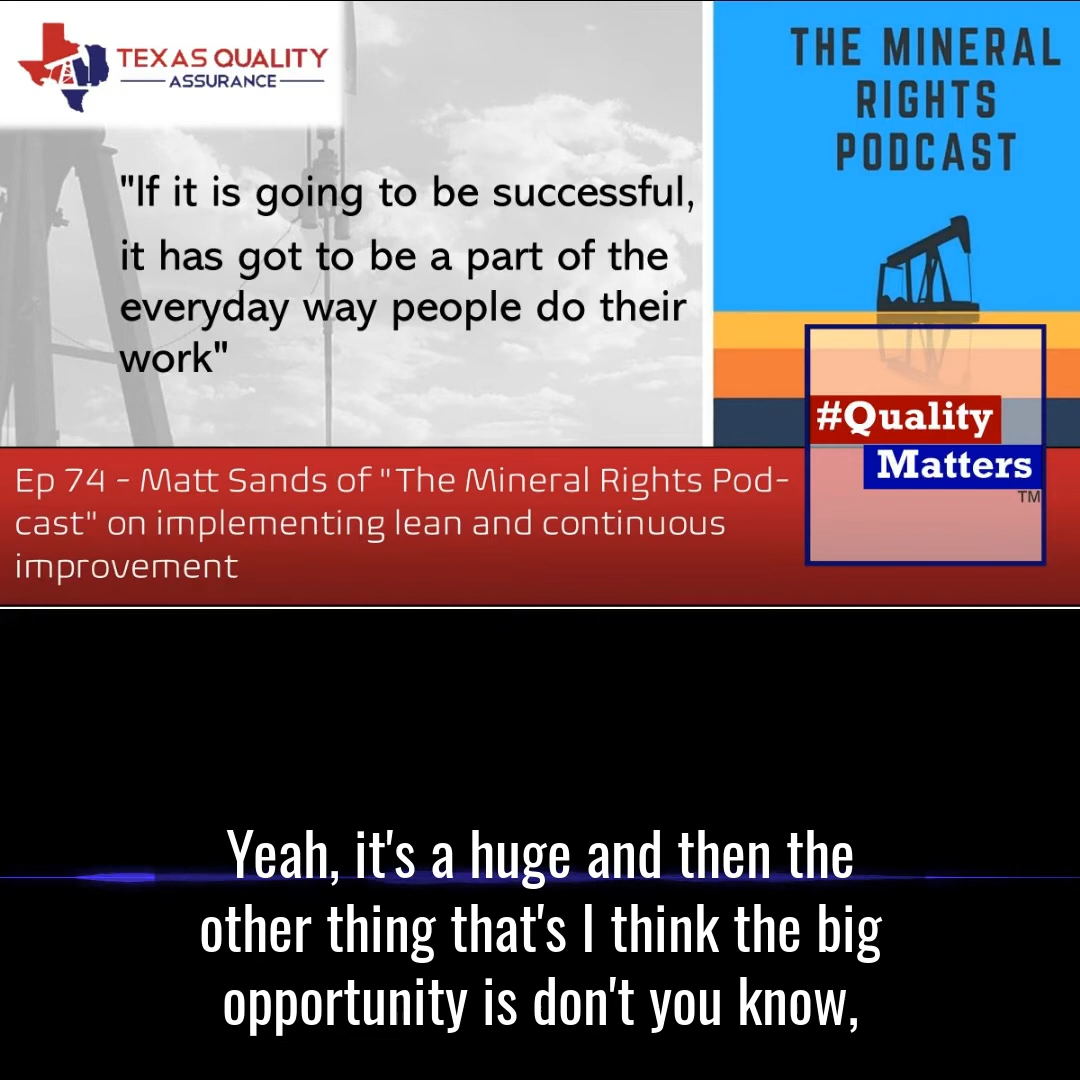 TEXAS QUALITY
ASSURANCE
THE MINERAL
RIGHTS
PODCAST
"If it is going to be successful,
it has got to be a part of the
everyday way people do their
work"
#Quality
Matters
TM
Ep 74 - Matt Sands of "The Mineral Rights Pod-
cast" on implementing lean and continuous
improvement
Yeah, it's a huge and then the
other thing that's I think the big
opportunity is don't you know,